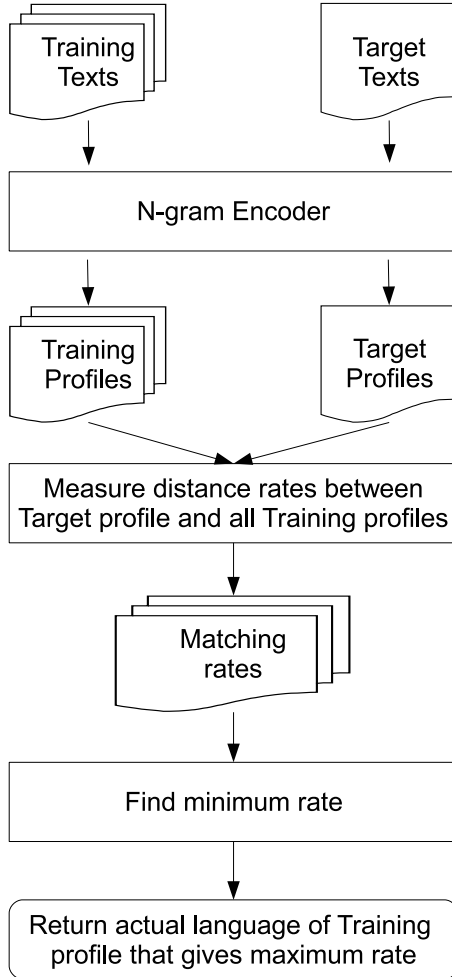 Training
Texts
Target
Texts
N-gram Encoder
Training
Profiles
Target
Profiles
Measure distance rates between
Target profile and all Training profiles
Matching
rates
Find minimum rate
Return actual language of Training
profile that gives maximum rate